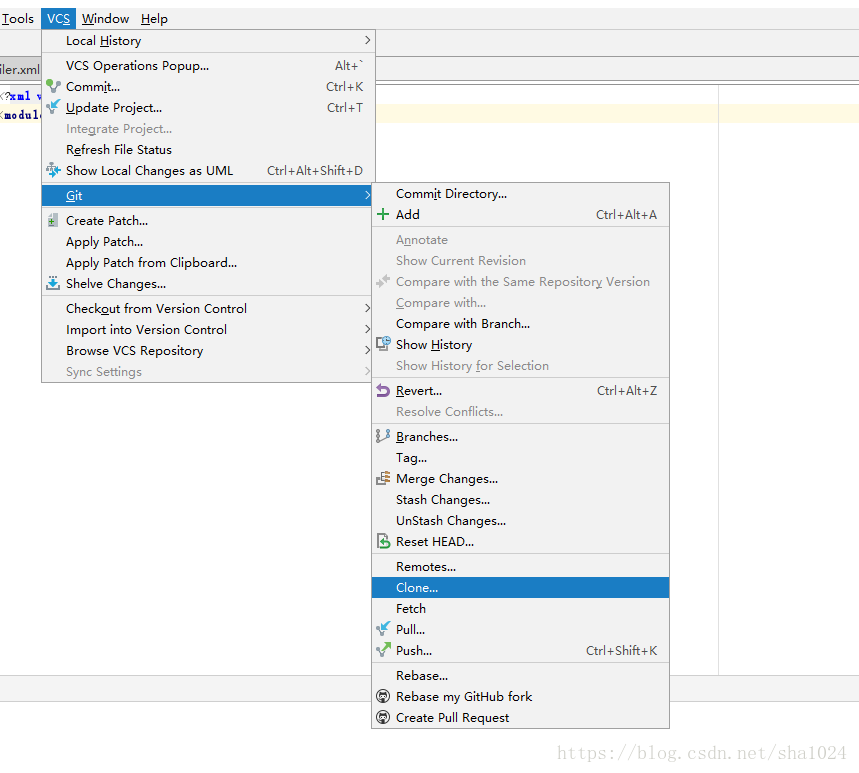 Tools VCS Window Help
Local History
iler.xml
VCS Operations Popup... Alt+`
Commit... Ctrl+K
<?xml v
Update Project... Ctrl+T
<module
Integrate Project...
Refresh File Status
Show Local Changes as UML Ctrl+Alt+Shift+D
Git
Create Patch...
Apply Patch...
Apply Patch from Clipboard...
Shelve Changes...
Checkout from Version Control
Import into Version Control
Browse VCS Repository
Sync Settings
Commit Directory...
Add Ctrl+Alt+A
Annotate
Show Current Revision
Compare with the Same Repository Version
Compare with...
Compare with Branch...
Show History
Show History for Selection
Revert... Ctrl+Alt+Z
Resolve Conflicts...
Branches...
Tag...
Merge Changes...
Stash Changes...
UnStash Changes...
Reset HEAD...
Remotes...
Clone...
Fetch
Pull...
Push... Ctrl+Shift+K
Rebase...
Rebase my GitHub fork
Create Pull Request
https://blog.csdn.net/sha1024